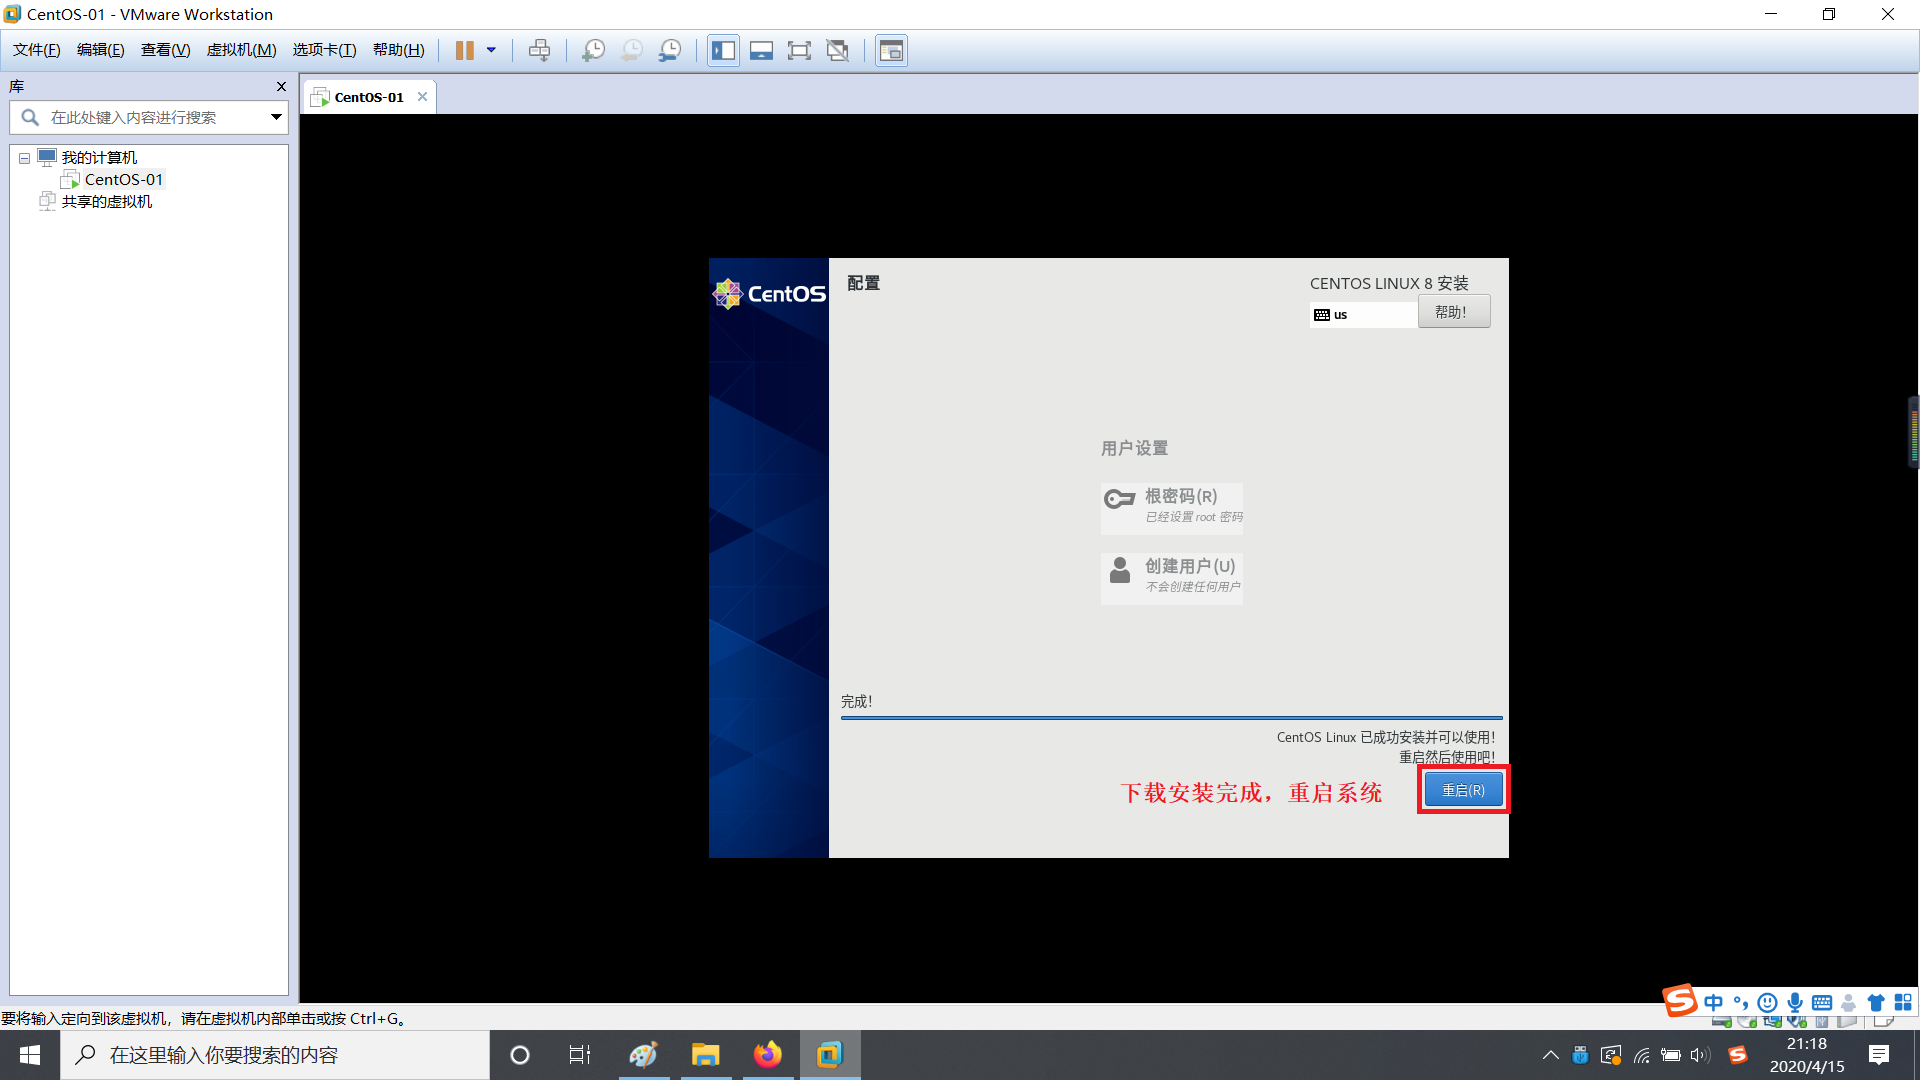 CentOS-01 - VMware Workstation
文件(F) 编辑(E) 查看(V) 虚拟机(M) 选项卡(T) 帮助(H)
库
CentOS-01
在此处键入内容进行搜索
我的计算机
CentOS-01
共享的虚拟机
CentOS
配置
CENTOS LINUX 8 安装
us
帮助！
用户设置
根密码(R)
已经设置 root 密码
创建用户(U)
不会创建任何用户
完成！
CentOS Linux 已成功安装并可以使用！
重启然后使用吧！
下载安装完成，重启系统
重启(R)
中
要将输入定向到该虚拟机，请在虚拟机内部单击或按 Ctrl+G。
在这里输入你要搜索的内容
21:18
2020/4/15